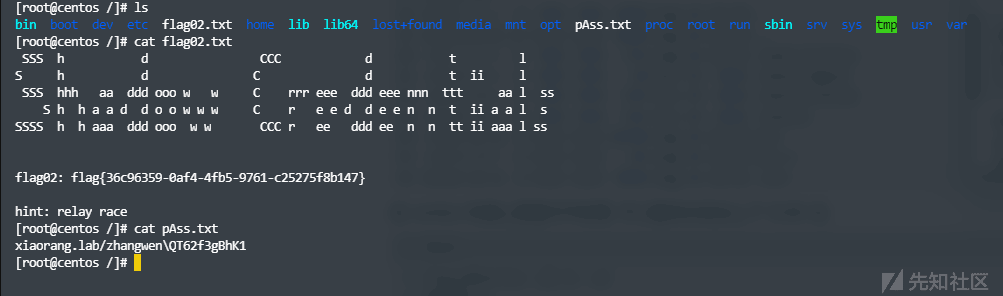 [root@centos /]# ls
bin boot dev etc flag02.txt home lib lib64 lost+found media mnt opt pAss.txt proc root run sbin srv sys tmp usr var
[root@centos /]# cat flag02.txt
 SSS  h           d                CCC             d           t         l
S     h           d               C                d           t  ii     l
 SSS  hhh   aa  ddd ooo w   w     C    rrr eee  ddd eee nnn  ttt     aa l  ss
    S h  h a a d  d o o w w w     C    r   e e d  d d e e n  n  t  ii a a l  s
SSSS  h  h aaa  ddd ooo  w w       CCC r    ee  ddd ee  n  n  tt ii aaa l ss
flag02: flag{36c96359-0af4-4fb5-9761-c25275f8b147}
hint: relay race
[root@centos /]# cat pAss.txt
xiaorang.lab/zhangwen\QT62f3gBhK1
[root@centos /]#
先知社区